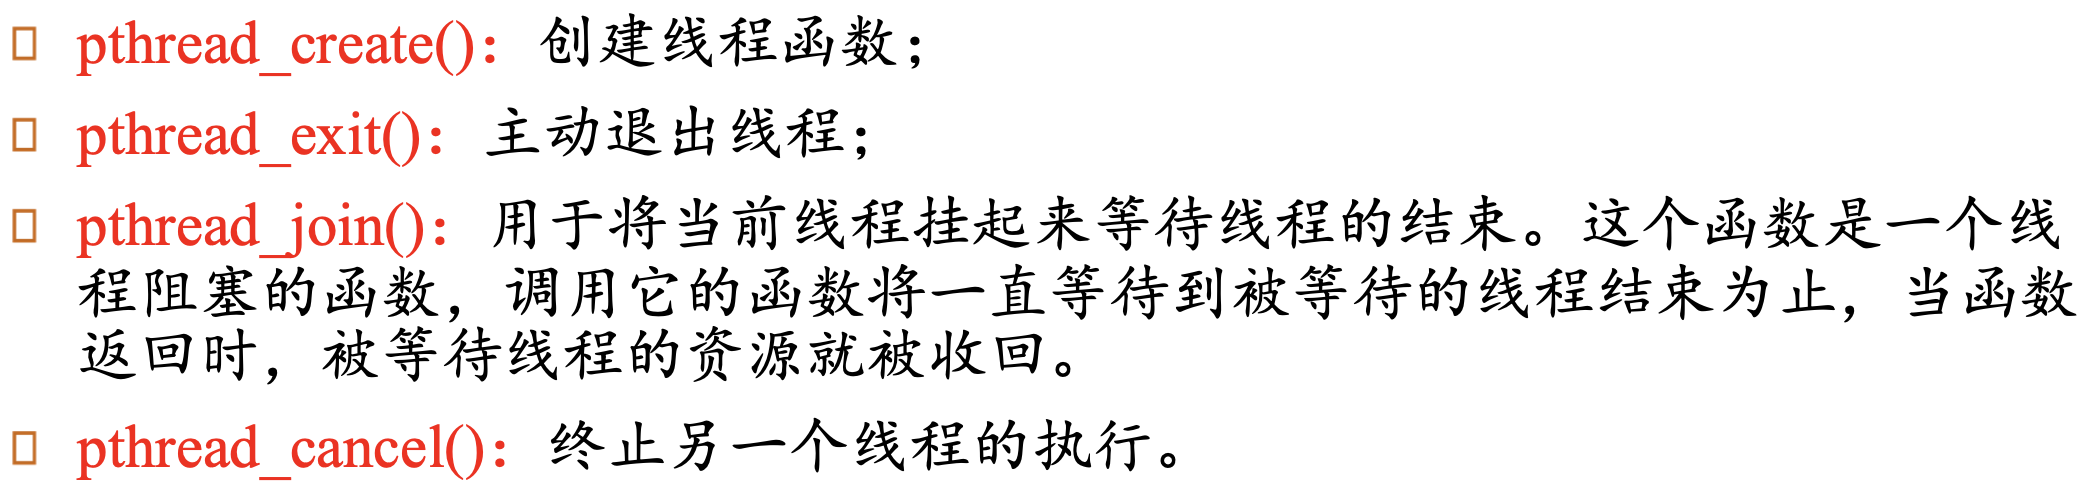 pthread_create()：创建线程函数；
pthread_exit()：主动退出线程；
pthread_join()：用于将当前线程挂起来等待线程的结束。这个函数是一个线
程阻塞的函数，调用它的函数将一直等待到被等待的线程结束为止，当函数
返回时，被等待线程的资源就被收回。
pthread_cancel()：终止另一个线程的执行。